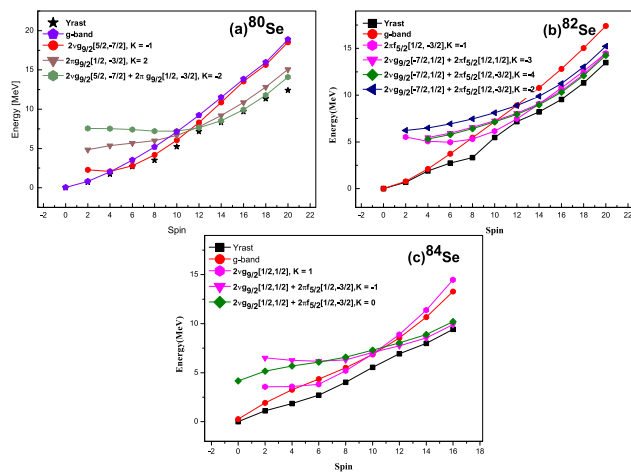 (a)⁸⁰Se
Yrast
g-band
2νg9/2[5/2,-7/2], K = -1
2πg9/2[1/2, -3/2], K = 2
2νg9/2[5/2, -7/2] + 2π g9/2[1/2, -3/2], K= -2
Energy [MeV]
25
20
15
10
5
0
-2 0 2 4 6 8 10 12 14 16 18 20 22
Spin
(b)⁸²Se
Yrast
g-band
2πf5/2[1/2, -3/2],K =-1
2νg9/2[-7/2,1/2] + 2πf5/2[1/2,1/2],K =-3
2νg9/2[-7/2,1/2] + 2πf5/2[1/2,-3/2],K =-4
2νg9/2[-7/2,1/2] + 2πf5/2[1/2,-3/2],K =-2
Energy(MeV)
15
10
5
0
-2 0 2 4 6 8 10 12 14 16 18 20 22
Spin
(c)⁸⁴Se
Yrast
g-band
2νg9/2[1/2,1/2], K = 1
2νg9/2[1/2,1/2] + 2πf5/2[1/2,-3/2],K = -1
2νg9/2[1/2,1/2] + 2πf5/2[1/2,-3/2],K = 0
Energy(MeV)
15
10
5
0
-2 0 2 4 6 8 10 12 14 16 18
Spin